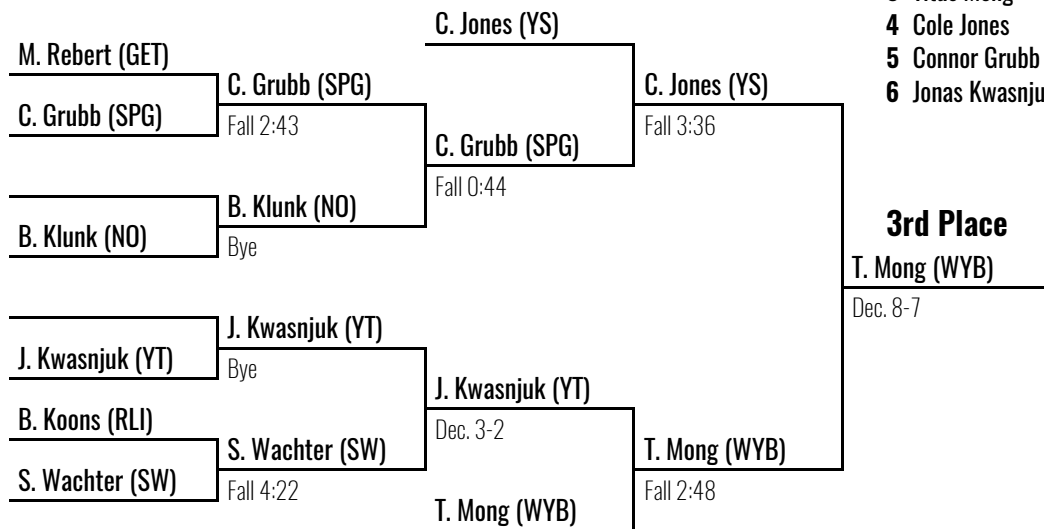 C. Jones (YS)
M. Rebert (GET)
C. Grubb (SPG)
C. Jones (YS)
C. Grubb (SPG)
Fall 2:43
Fall 3:36
C. Grubb (SPG)
Fall 0:44
B. Klunk (NO)
B. Klunk (NO)
Bye
T. Mong (WYB)
Dec. 8-7
J. Kwasnjuk (YT)
J. Kwasnjuk (YT)
Bye
J. Kwasnjuk (YT)
B. Koons (RLI)
Dec. 3-2
S. Wachter (SW)
T. Mong (WYB)
S. Wachter (SW)
Fall 4:22
Fall 2:48
T. Mong (WYB)
4 Cole Jones
5 Connor Grubb
6 Jonas Kwasnju
3rd Place